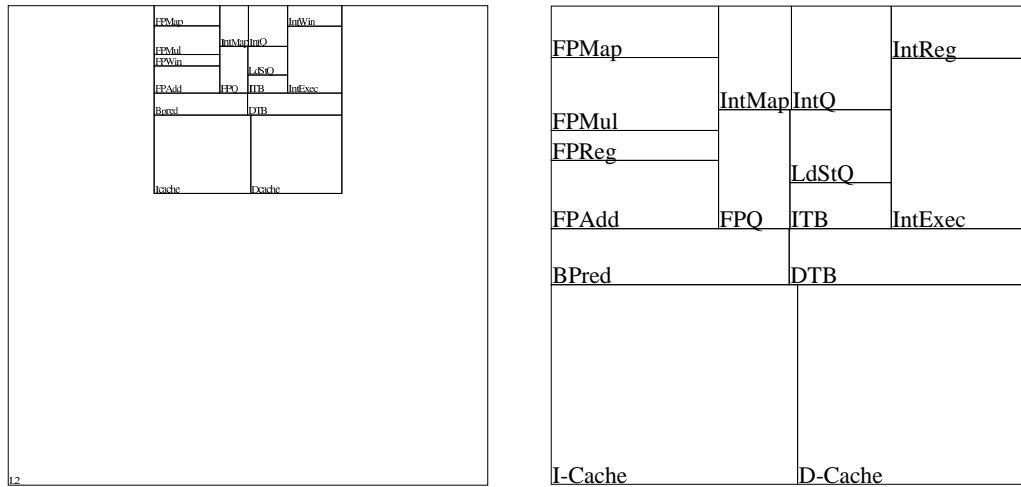 FPMap IntWin
IntMap IntQ
FPMul
FPWin
LdStQ
FPAdd FPQ ITB IntExec
Bpred DTB
Icache Dcache
L2
FPMap IntReg
IntMap IntQ
FPMul
FPReg
LdStQ
FPAdd FPQ ITB IntExec
BPred DTB
I-Cache D-Cache